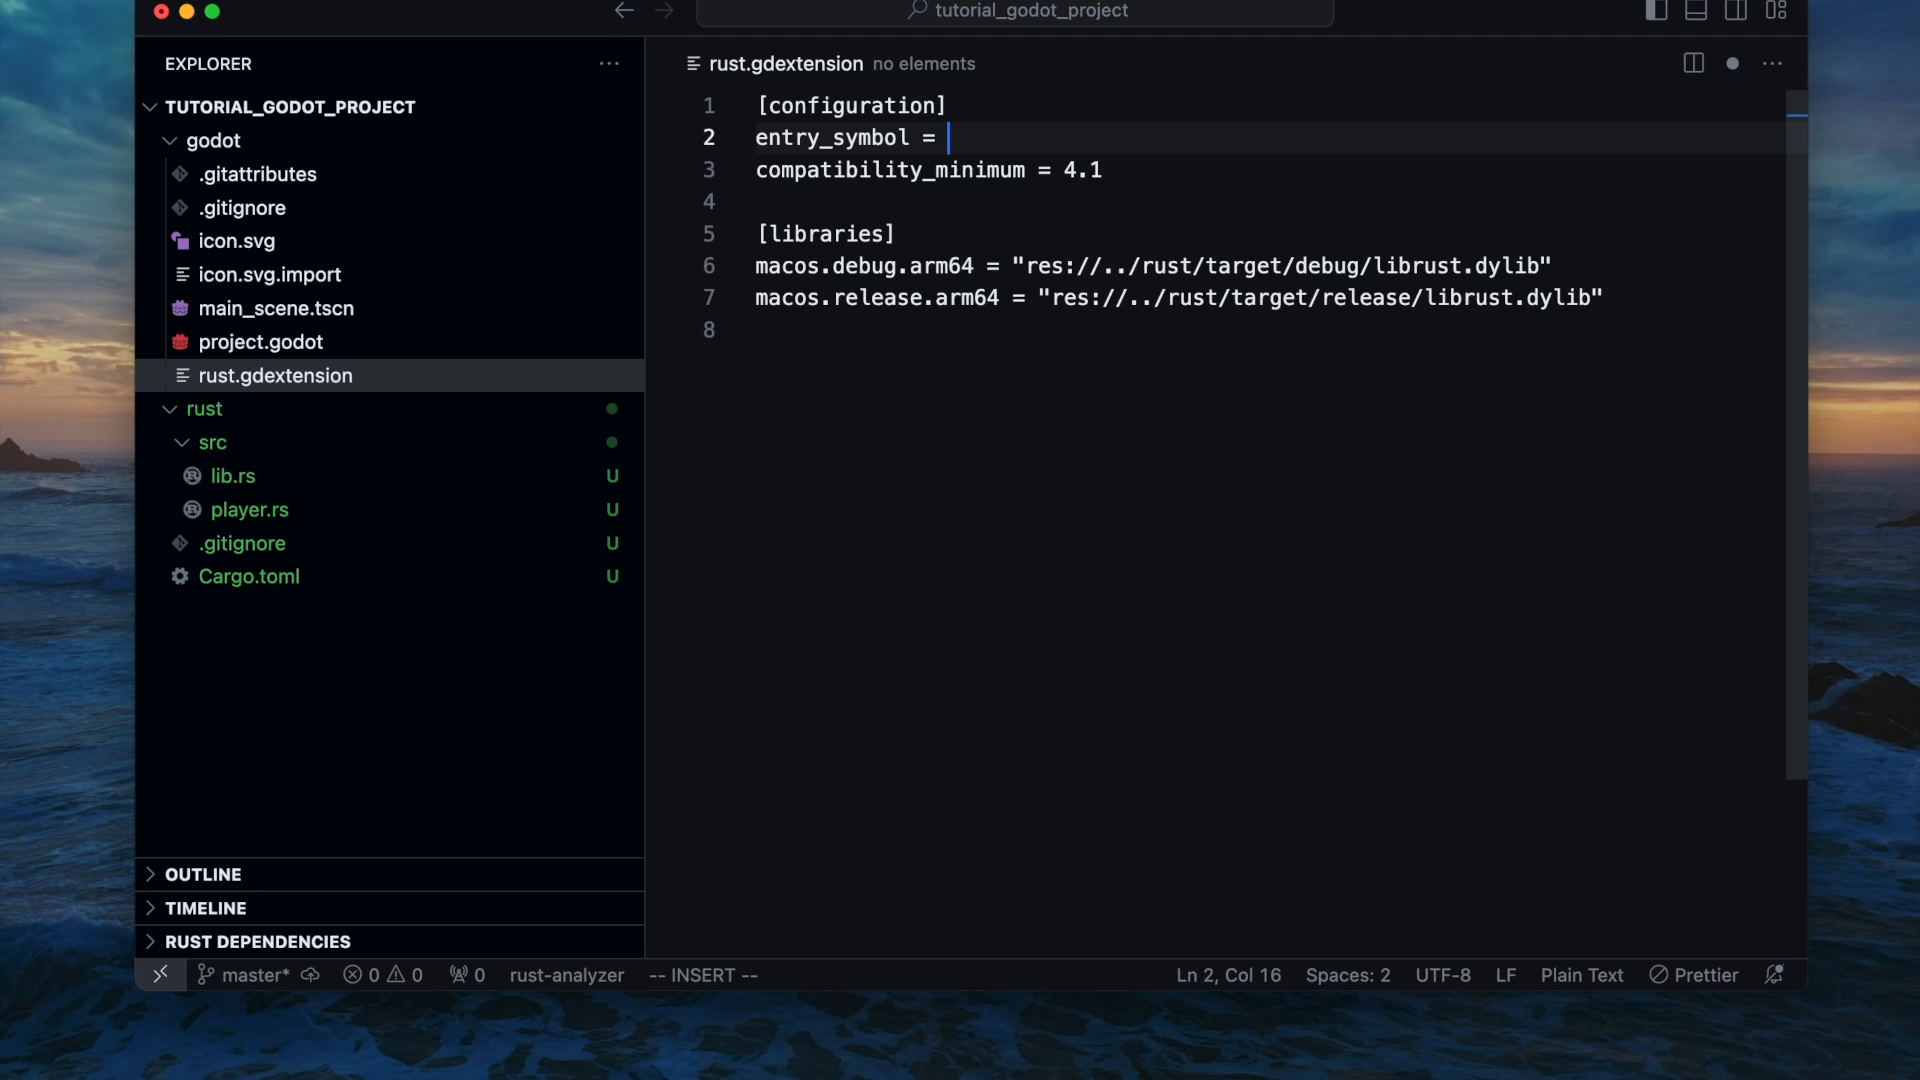 tutorial_godot_project
EXPLORER
TUTORIAL_GODOT_PROJECT
godot
.gitattributes
.gitignore
icon.svg
icon.svg.import
main_scene.tscn
project.godot
rust.gdextension
rust
src
lib.rs U
player.rs U
.gitignore U
Cargo.toml U
OUTLINE
TIMELINE
RUST DEPENDENCIES
rust.gdextension no elements
1 [configuration]
2 entry_symbol =
3 compatibility_minimum = 4.1
4
5 [libraries]
6 macos.debug.arm64 = "res://../rust/target/debug/librust.dylib"
7 macos.release.arm64 = "res://../rust/target/release/librust.dylib"
8
master* 0 0 0 rust-analyzer -- INSERT -- Ln 2, Col 16 Spaces: 2 UTF-8 LF Plain Text Prettier